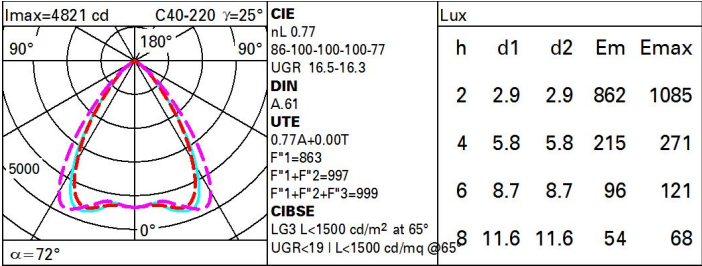 Imax=4821 cd
C40-220 γ=25°
90°
180°
90°
5000
0°
α=72°
CIE
nL 0.77
86-100-100-100-77
UGR 16.5-16.3
DIN
A.61
UTE
0.77A+0.00T
F"1=863
F"1+F"2=997
F"1+F"2+F"3=999
CIBSE
LG3 L<1500 cd/m² at 65°
UGR<19 | L<1500 cd/mq @65°
Lux
h d1 d2 Em Emax
2 2.9 2.9 862 1085
4 5.8 5.8 215 271
6 8.7 8.7 96 121
8 11.6 11.6 54 68